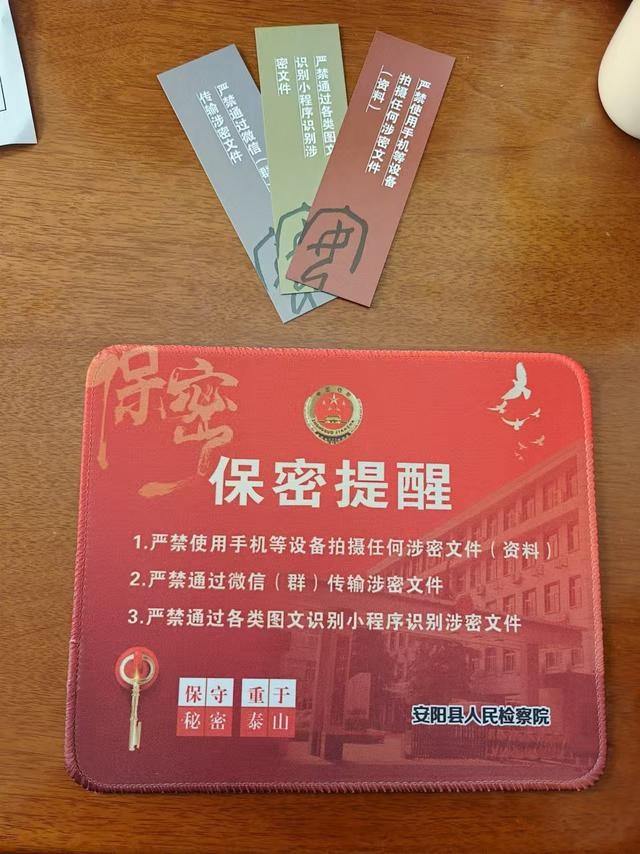 严禁通过微信（群）
传输涉密文件
严禁通过各类图文
识别小程序识别涉
密文件
严禁使用手机等设备
拍摄任何涉密文件
（资料）
保密
保密提醒
1.严禁使用手机等设备拍摄任何涉密文件（资料）
2.严禁通过微信（群）传输涉密文件
3.严禁通过各类图文识别小程序识别涉密文件
保守 重于
秘密 泰山
安阳县人民检察院